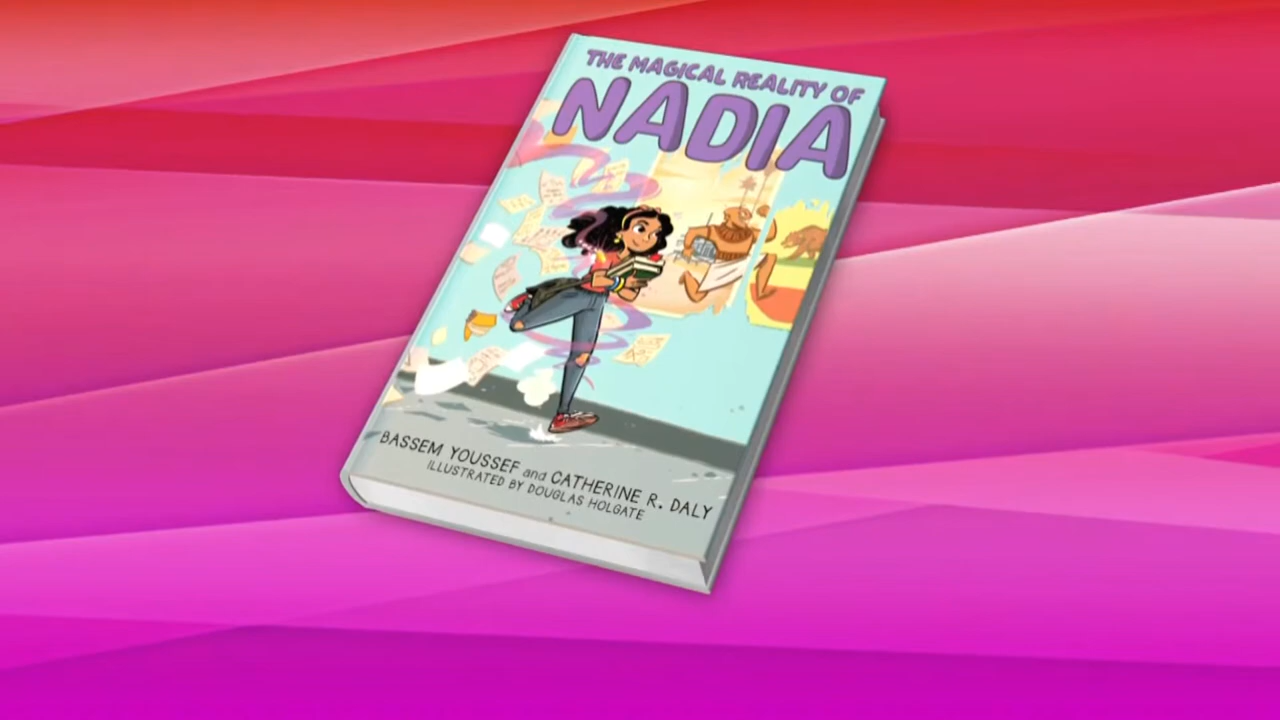 THE MAGICAL REALITY OF
NADIA
BASSEM YOUSSEF and CATHERINE R. DALY
ILLUSTRATED BY DOUGLAS HOLGATE